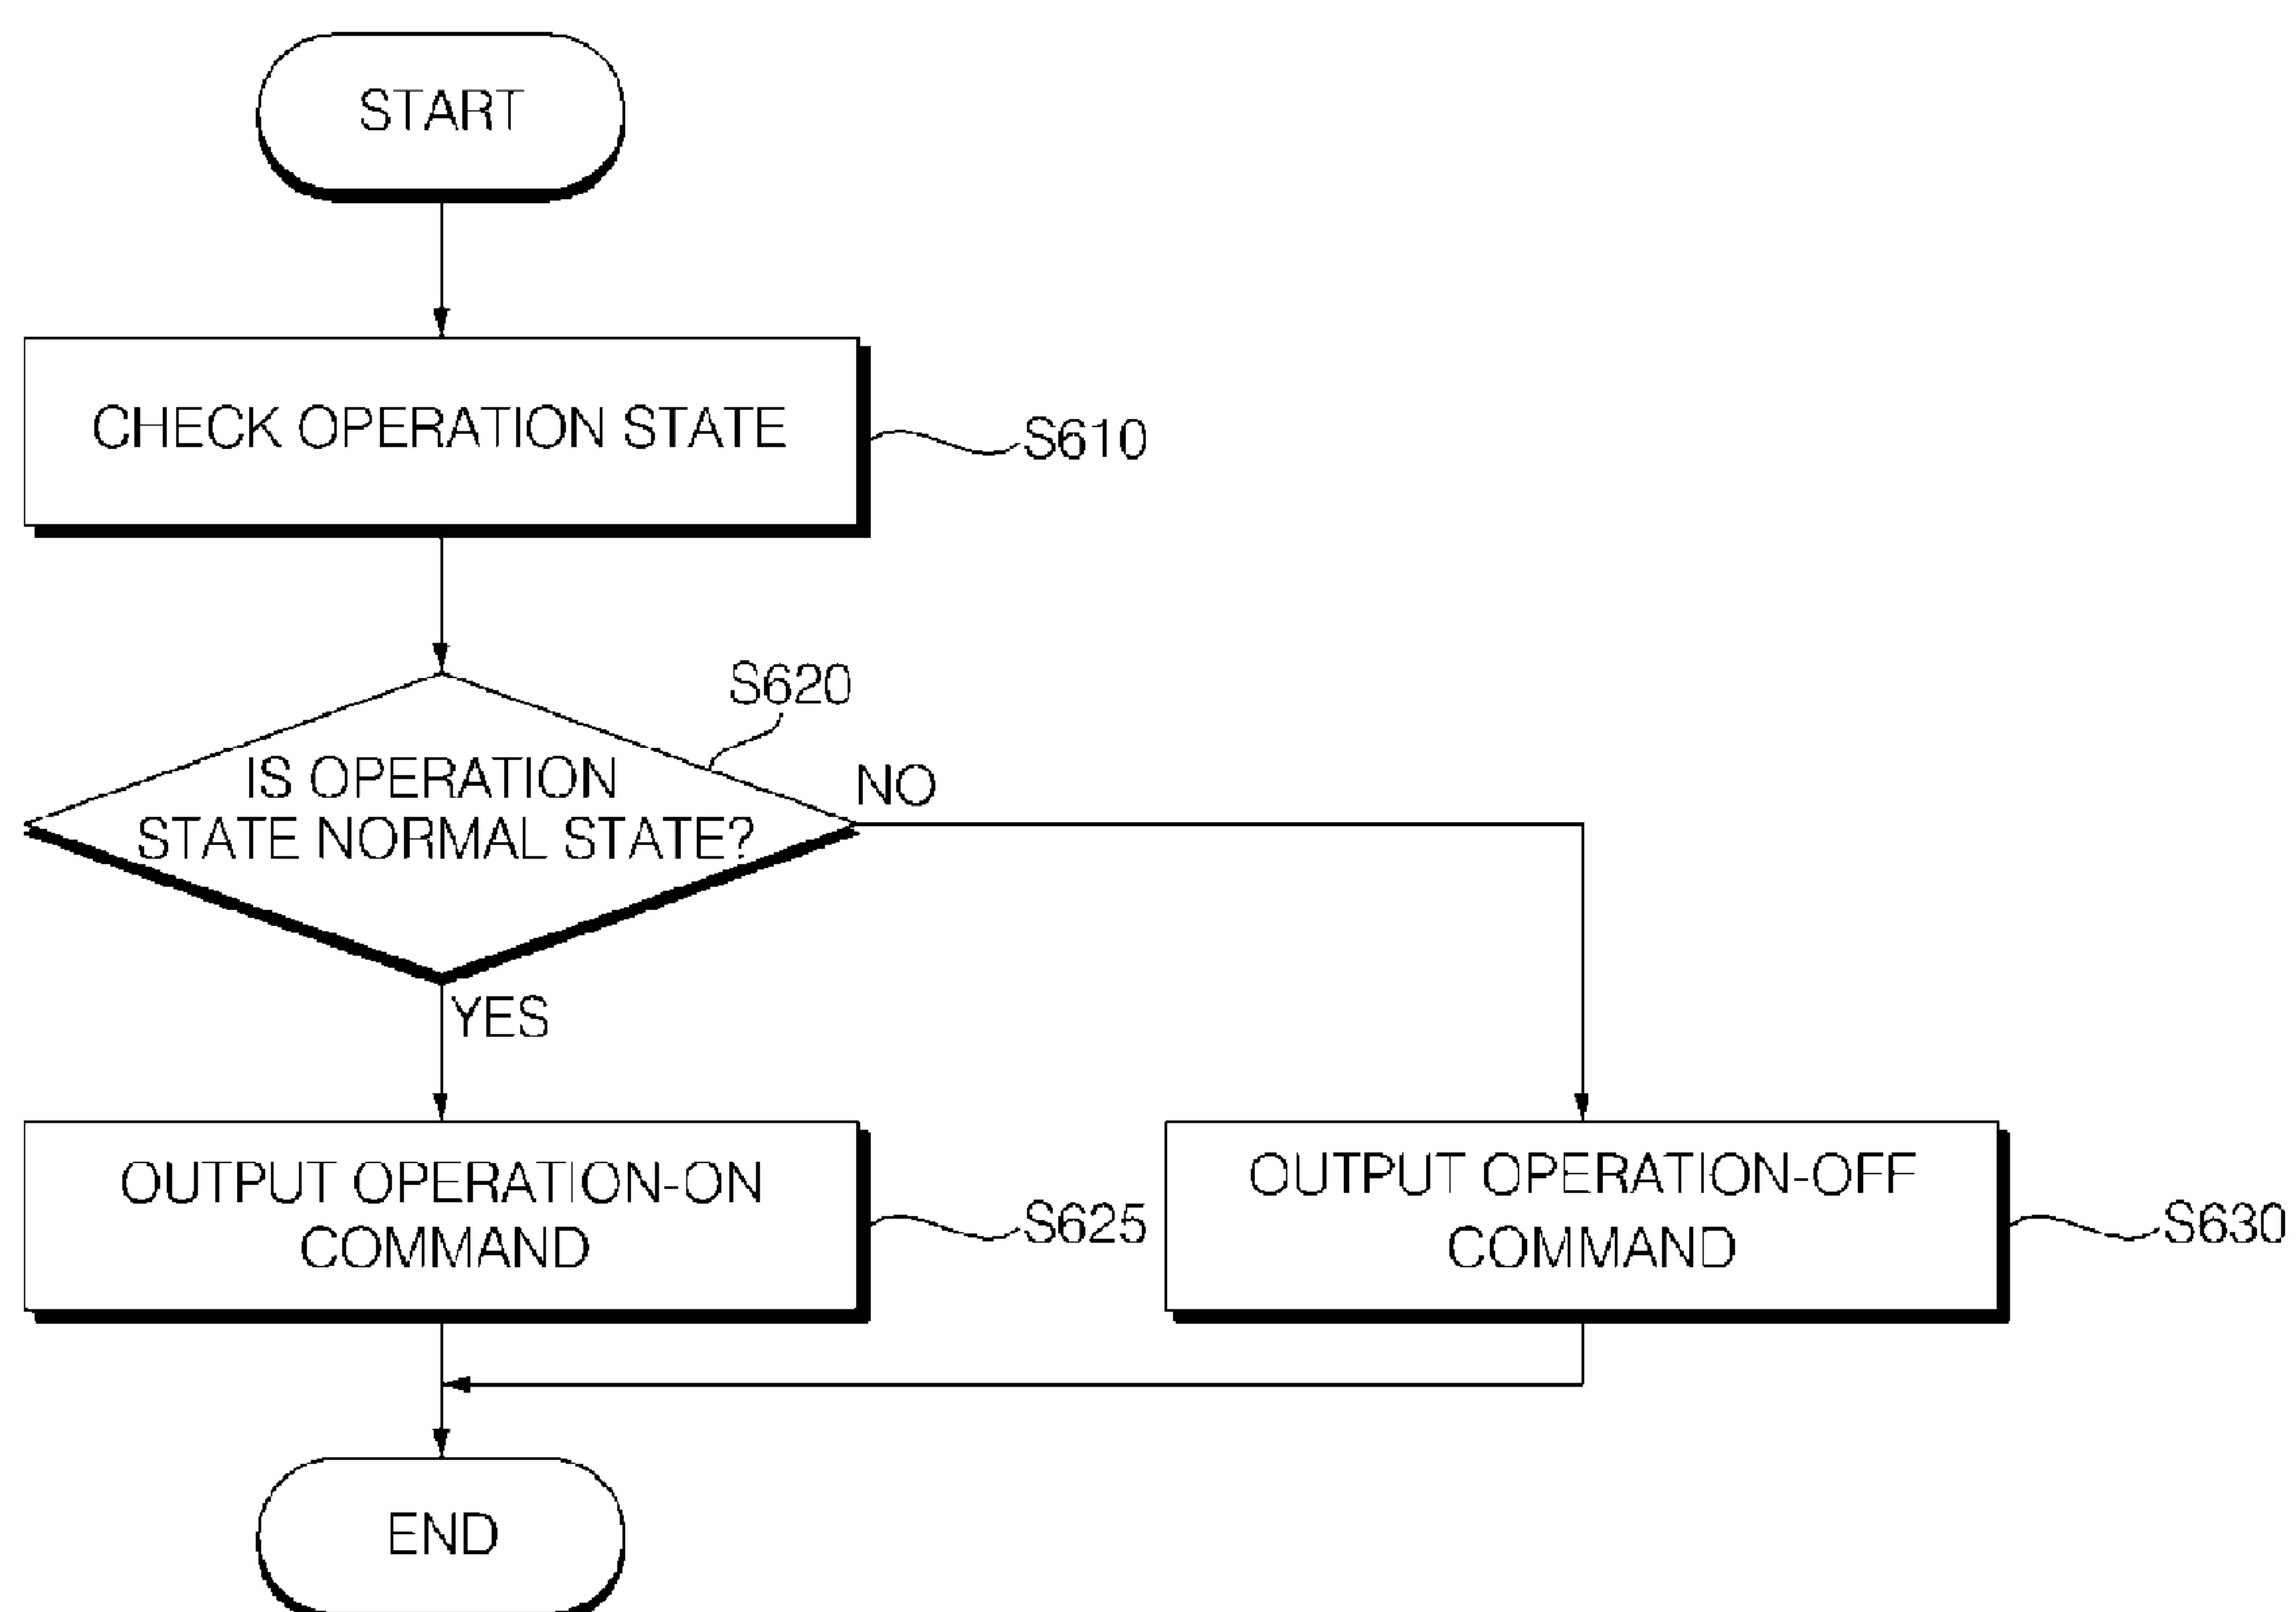 START
CHECK OPERATION STATE
S610
S620
IS OPERATION
STATE NORMAL STATE?
NO
YES
OUTPUT OPERATION-ON
COMMAND
S625
OUTPUT OPERATION-OFF
COMMAND
S630
END